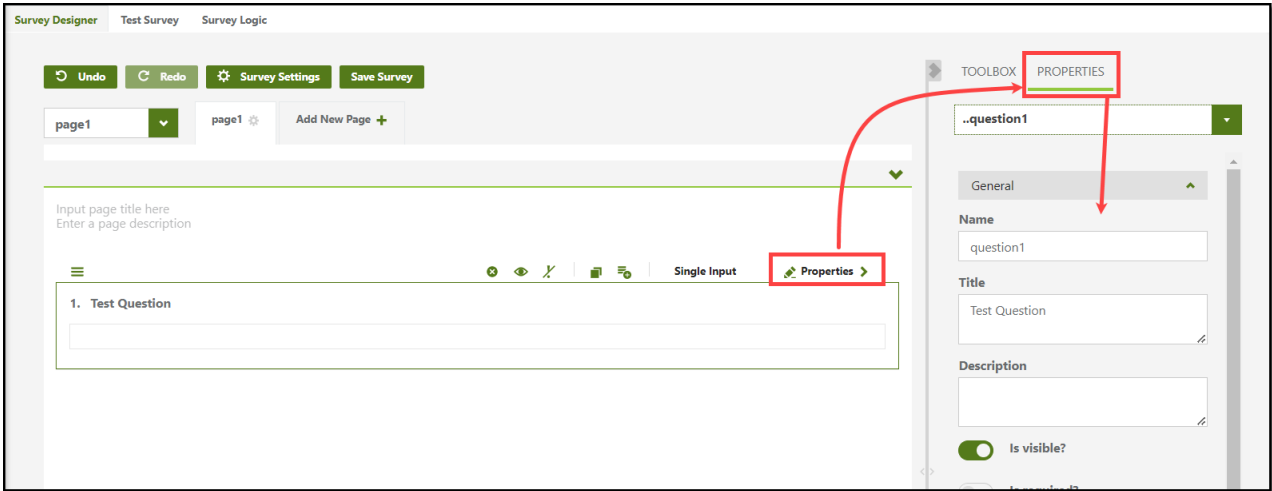 Survey Designer Test Survey Survey Logic
Undo Redo Survey Settings Save Survey
page1 page1 Add New Page
Input page title here
Enter a page description
Single Input Properties
1. Test Question
TOOLBOX PROPERTIES
..question1
General
Name
question1
Title
Test Question
Description
Is visible?
Is required?